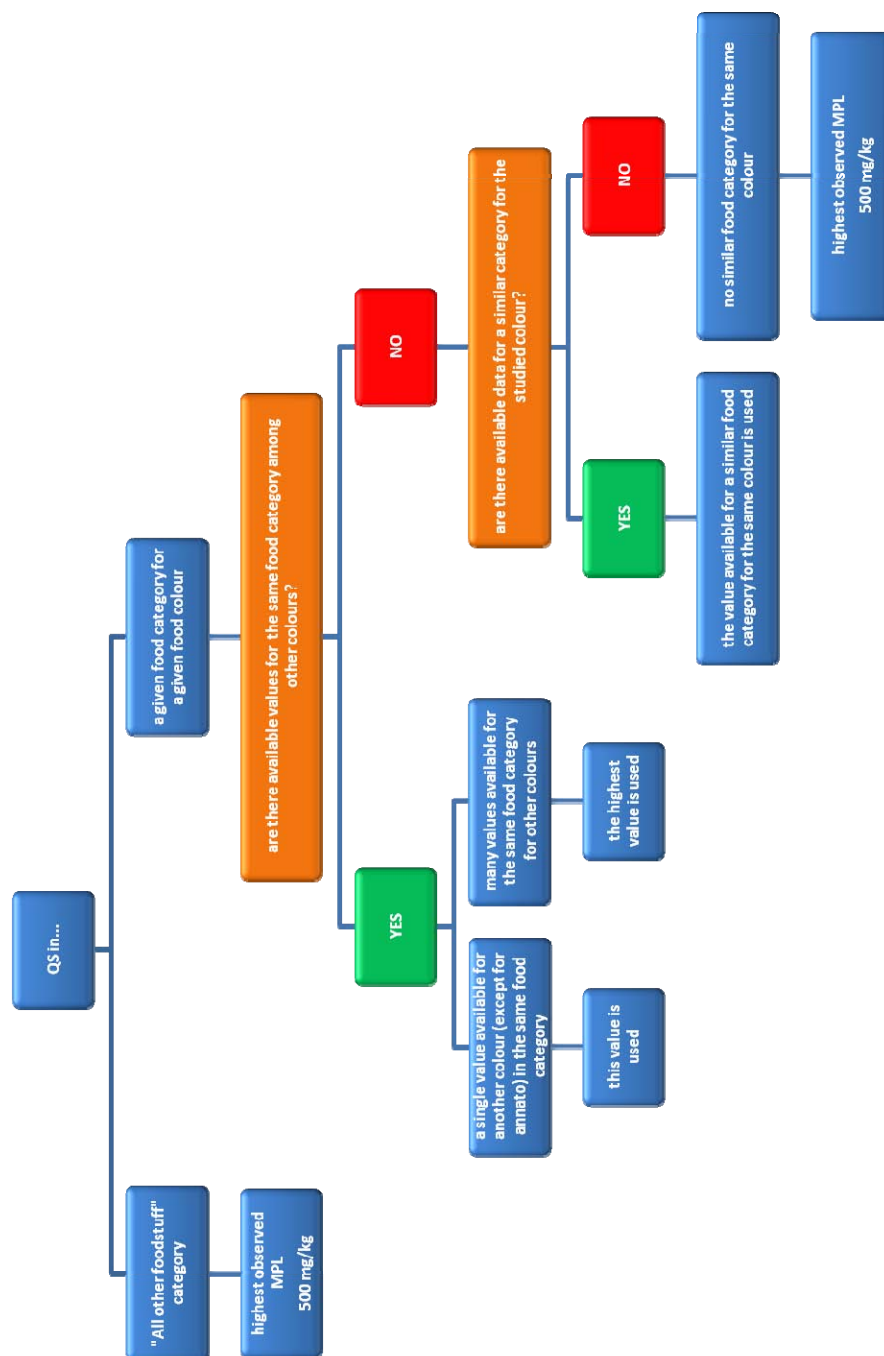 QS in...
"All other foodstuff"
category
highest observed
MPL
500 mg/kg
a given food category for
a given food colour
are there available values for the same food category among
other colours?
YES
a single value available for
another colour (except for
annato) in the same food
category
this value is
used
many values available for
the same food category
for other colours
the highest
value is used
NO
are there available data for a similar category for the
studied colour?
YES
the value available for a similar food
category for the same colour is used
NO
no similar food category for the same
colour
highest observed MPL
500 mg/kg